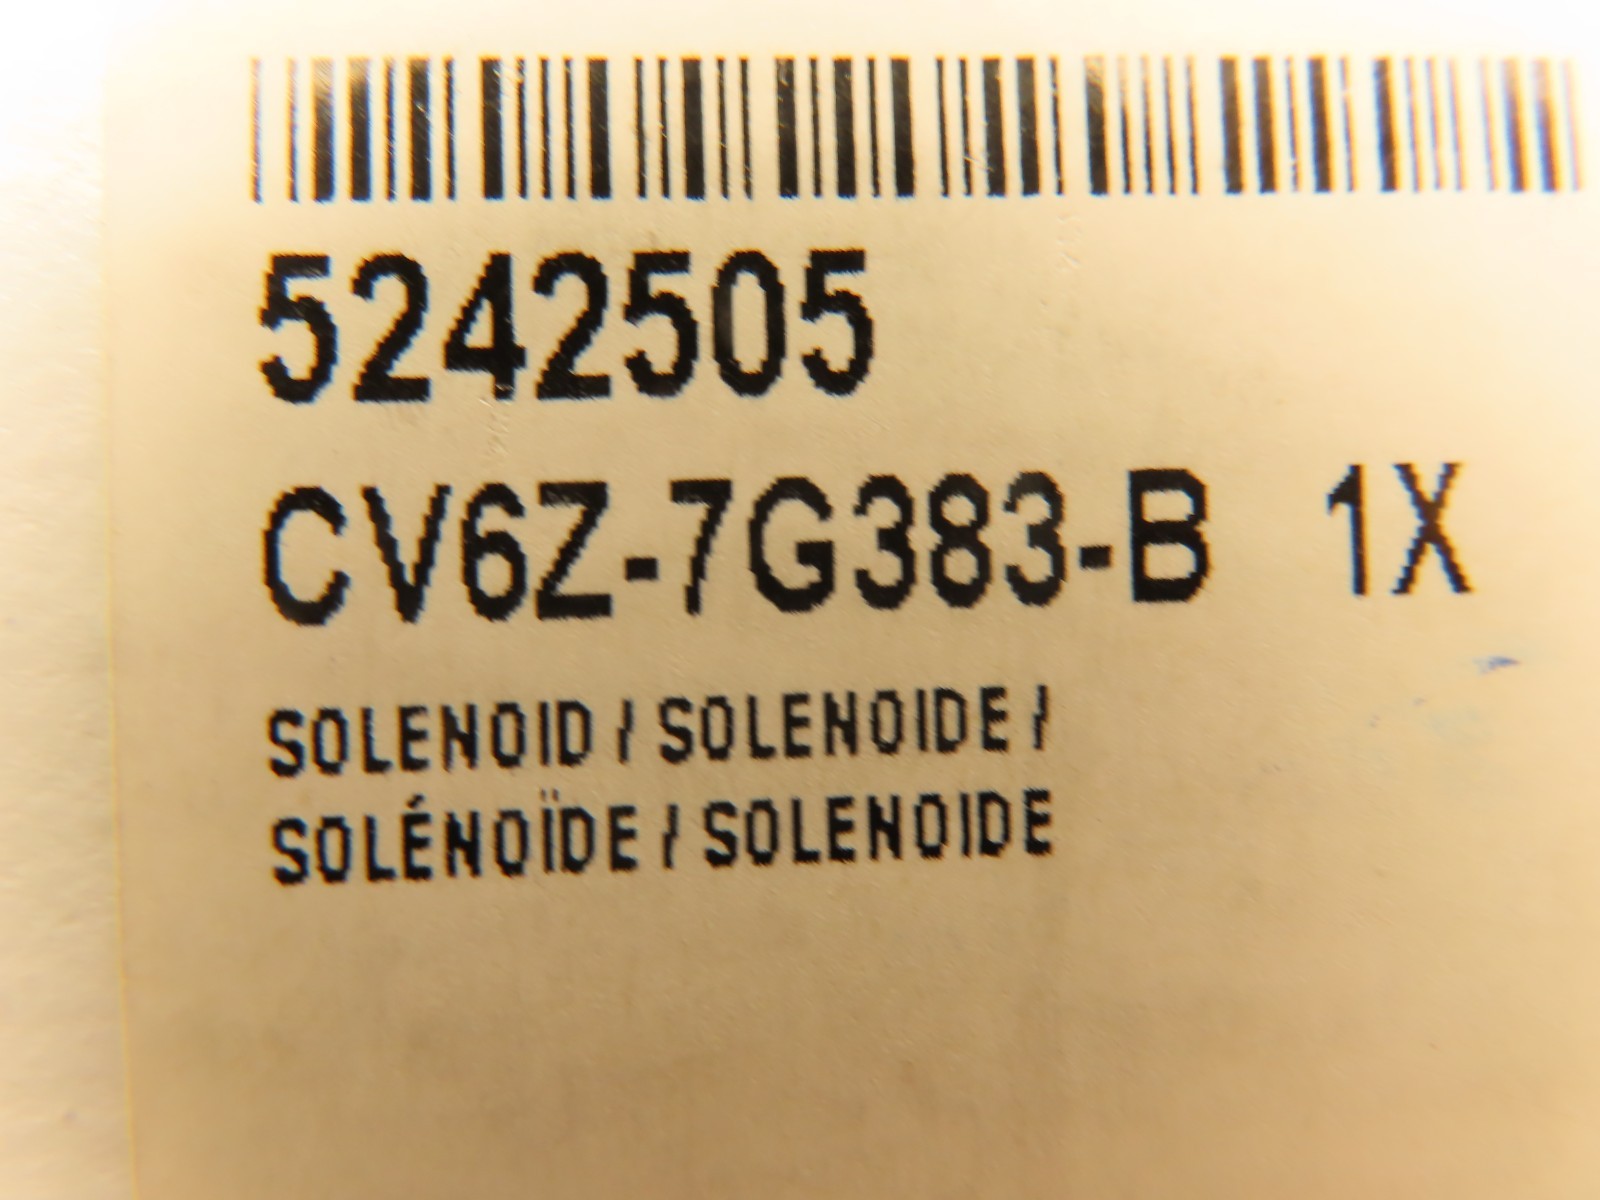 5242505
CV6Z-7G383-B 1X
SOLENOID / SOLENOIDE /
SOLÉNOÏDE / SOLENOIDE